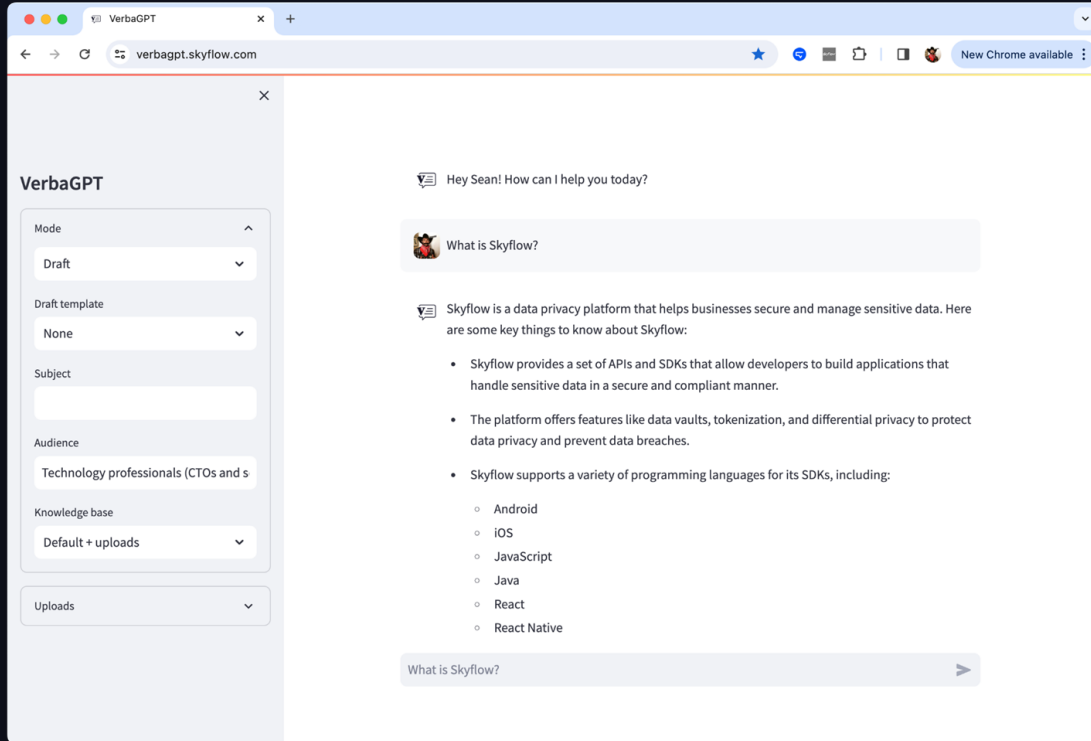 VerbaGPT
verbagpt.skyflow.com
New Chrome available
VerbaGPT
Mode
Draft
Draft template
None
Subject
Audience
Technology professionals (CTOs and s
Knowledge base
Default + uploads
Uploads
Hey Sean! How can I help you today?
What is Skyflow?
Skyflow is a data privacy platform that helps businesses secure and manage sensitive data. Here
are some key things to know about Skyflow:
• Skyflow provides a set of APIs and SDKs that allow developers to build applications that
handle sensitive data in a secure and compliant manner.
• The platform offers features like data vaults, tokenization, and differential privacy to protect
data privacy and prevent data breaches.
• Skyflow supports a variety of programming languages for its SDKs, including:
◦ Android
◦ iOS
◦ JavaScript
◦ Java
◦ React
◦ React Native
What is Skyflow?